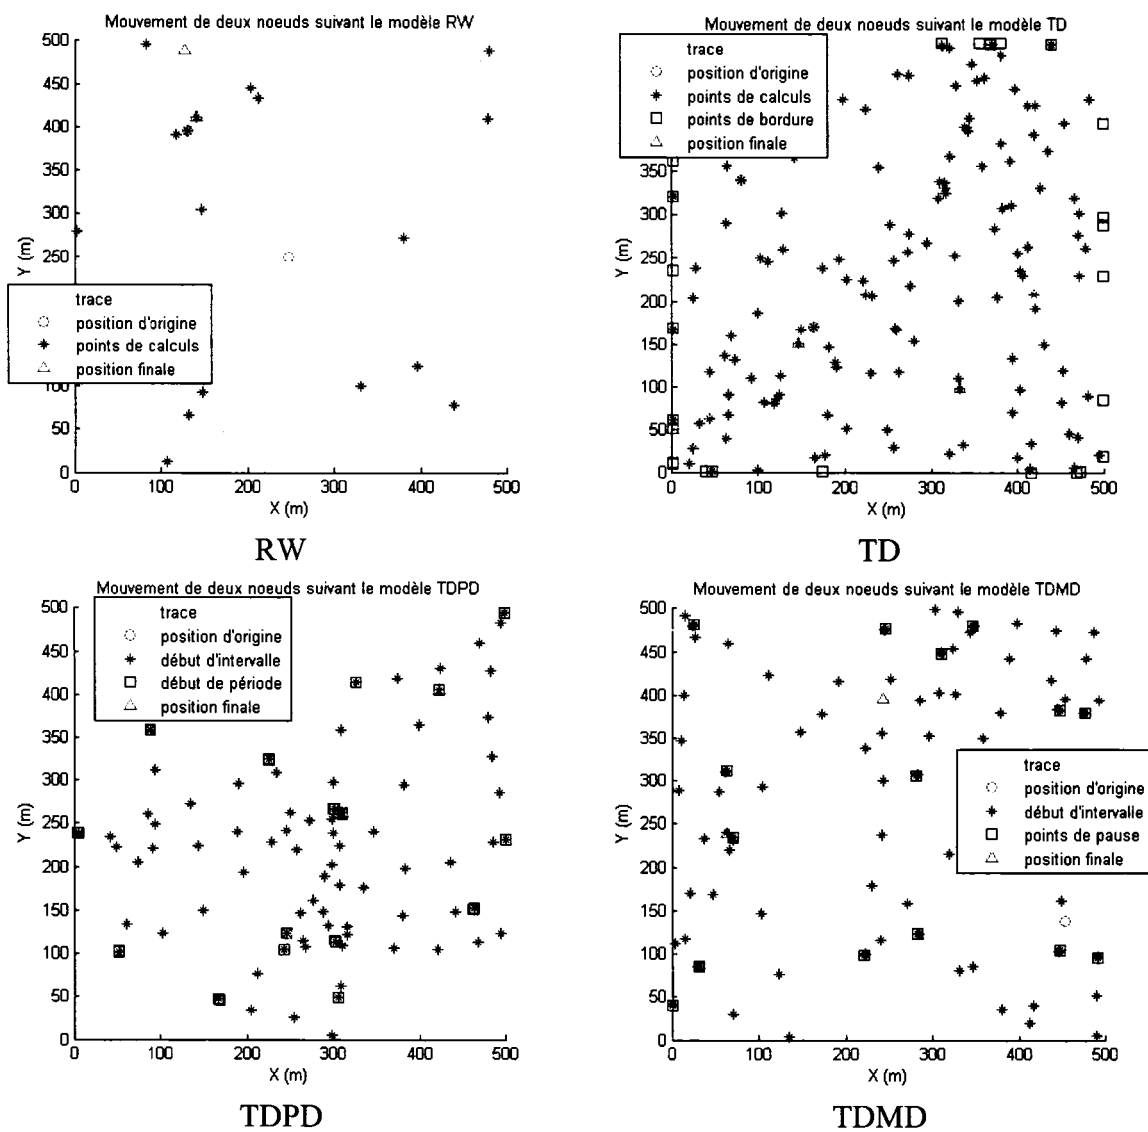 Mouvement de deux noeuds suivant le modèle RW
500
450
400
350
300
250
100
50
0
Y (m)
trace
position d'origine
points de calculs
position finale
0
100
200
300
400
500
X (m)
RW
Mouvement de deux noeuds suivant le modèle TD
500
350
300
250
200
150
100
50
0
Y (m)
trace
position d'origine
points de calculs
points de bordure
position finale
0
100
200
300
400
500
X (m)
TD
Mouvement de deux noeuds suivant le modèle TDPD
500
450
400
350
300
250
200
150
100
50
0
Y (m)
trace
position d'origine
début d'intervalle
début de période
position finale
0
100
200
300
400
500
X (m)
TDPD
Mouvement de deux noeuds suivant le modèle TDMD
500
450
400
350
300
250
200
150
100
50
0
Y (m)
trace
position d'origine
début d'intervalle
points de pause
position finale
0
100
200
300
400
500
X (m)
TDMD